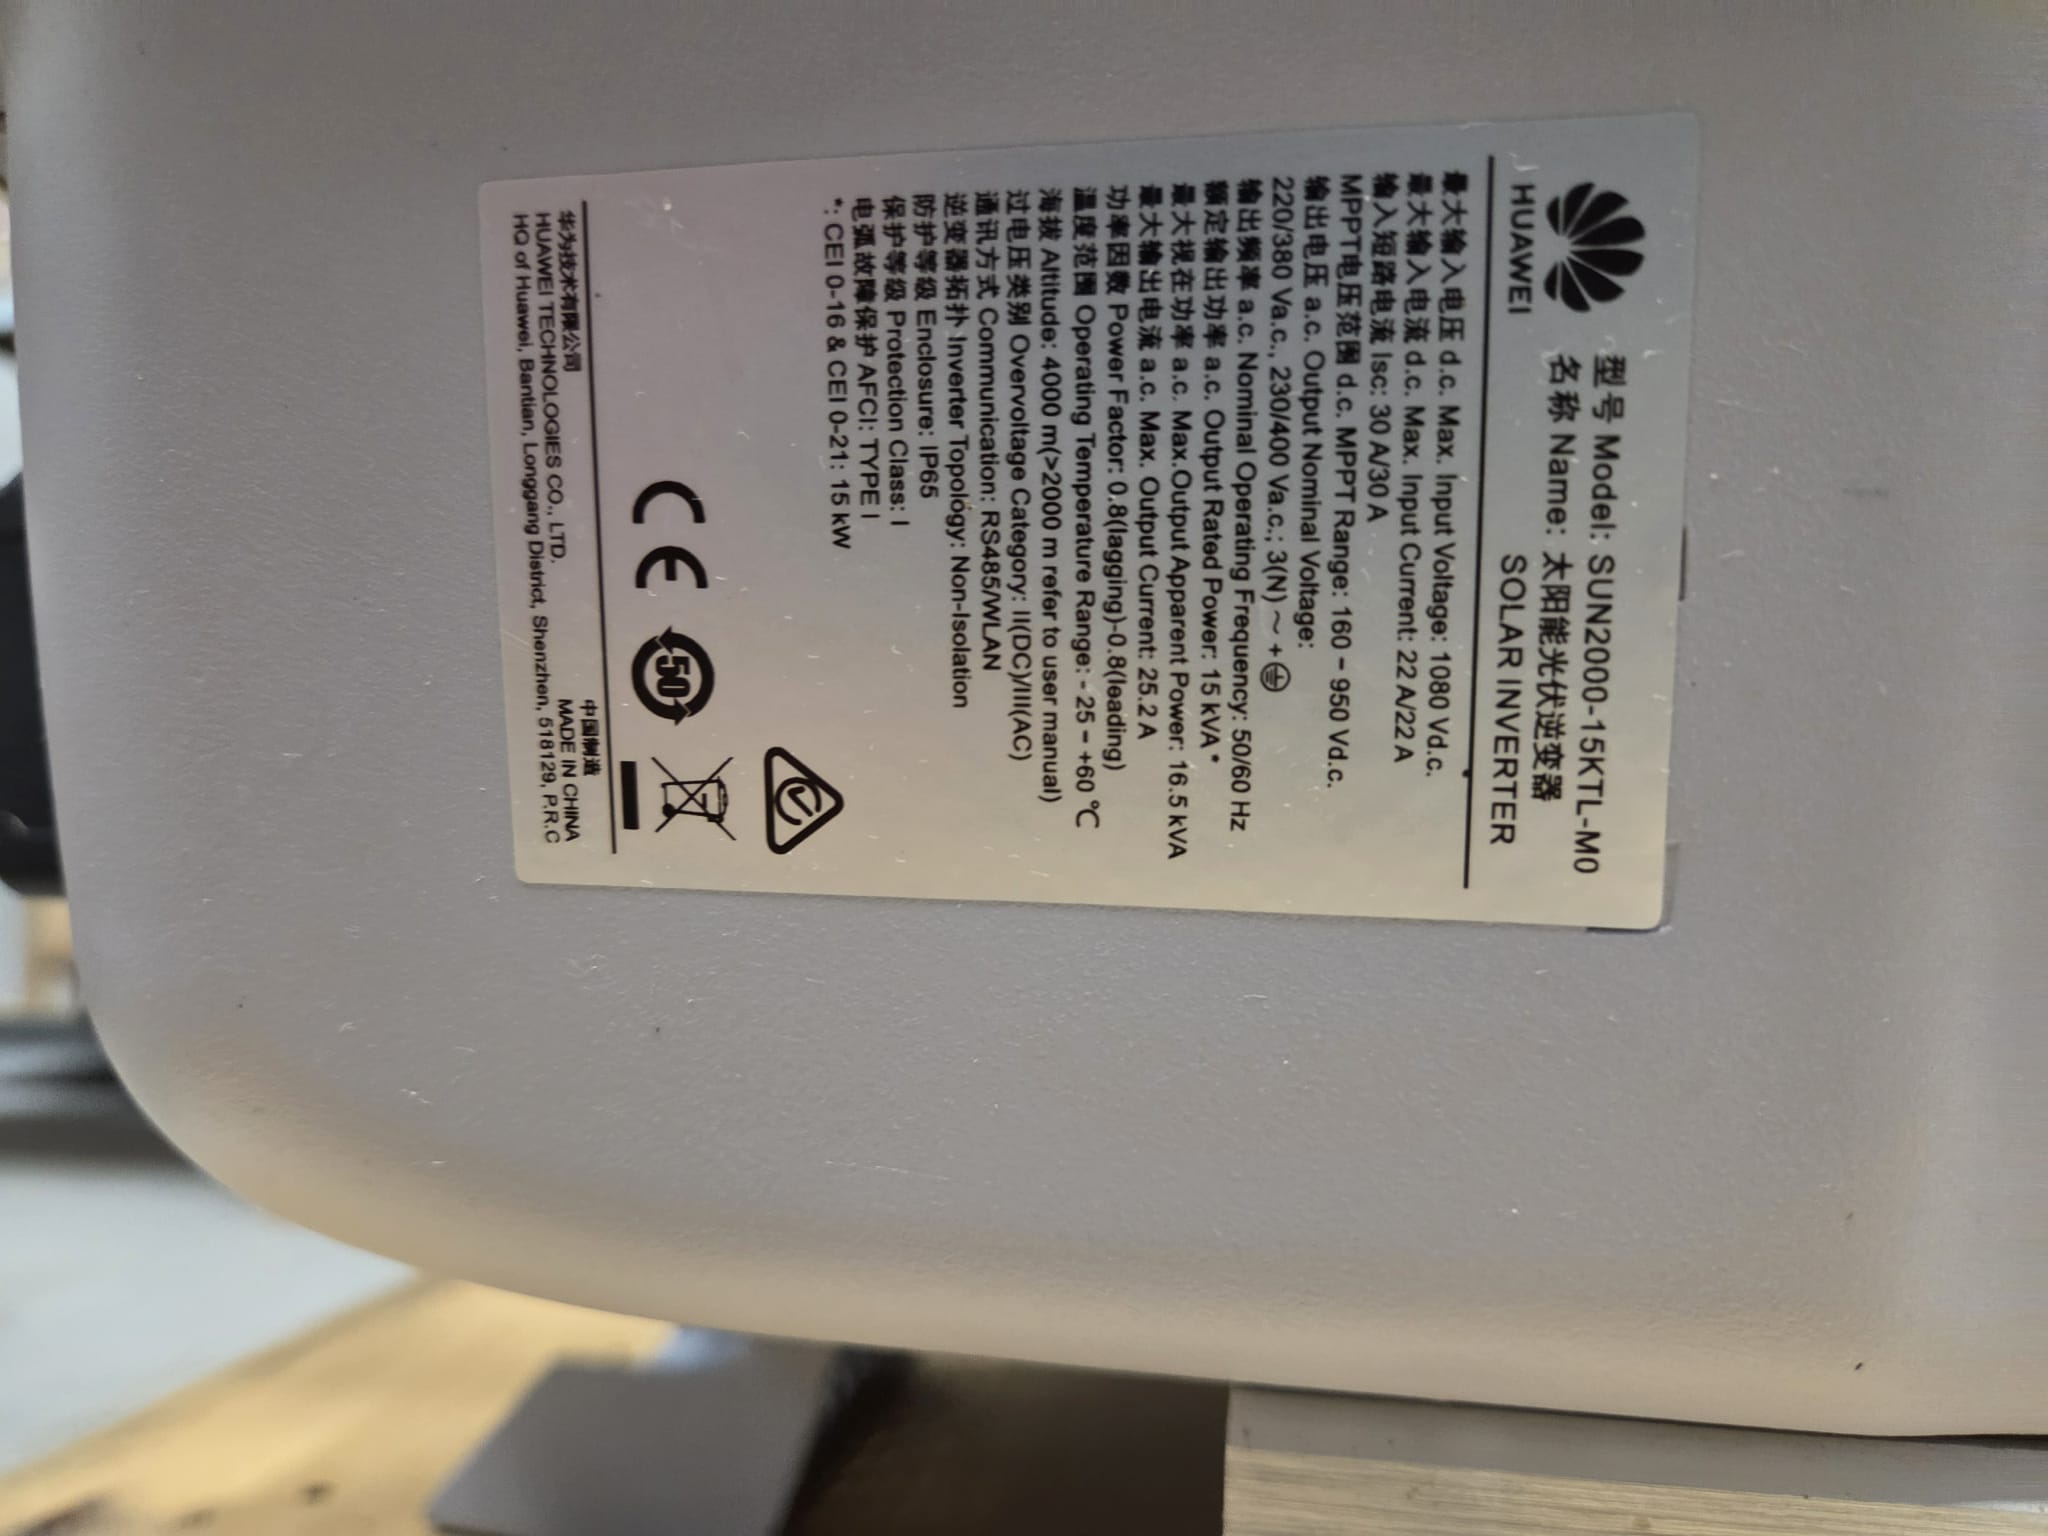 HUAWEI
型号 Model: SUN2000-15KTL-M0
名称 Name: 太阳能光伏逆变器
SOLAR INVERTER
最大输入电压 d.c. Max. Input Voltage: 1080 Vd.c.
最大输入电流 d.c. Max. Input Current: 22 A/22 A
输入短路电流 Isc: 30 A/30 A
MPPT电压范围 d.c. MPPT Range: 160 – 950 Vd.c.
输出电压 a.c. Output Nominal Voltage:
220/380 Va.c., 230/400 Va.c.; 3(N) ～ + ⏚
输出频率 a.c. Nominal Operating Frequency: 50/60 Hz
额定输出功率 a.c. Output Rated Power: 15 kVA *
最大视在功率 a.c. Max.Output Apparent Power: 16.5 kVA
最大输出电流 a.c. Max. Output Current: 25.2 A
功率因数 Power Factor: 0.8(lagging)-0.8(leading)
温度范围 Operating Temperature Range: - 25 – +60 ℃
海拔 Altitude: 4000 m(>2000 m refer to user manual)
过电压类别 Overvoltage Category: II(DC)/III(AC)
通讯方式 Communication: RS485/WLAN
逆变器拓扑 Inverter Topology: Non-Isolation
防护等级 Enclosure: IP65
保护等级 Protection Class: I
电弧故障保护 AFCI: TYPE I
*: CEI 0-16 & CEI 0-21: 15 kW
CE 50
华为技术有限公司 中国制造
HUAWEI TECHNOLOGIES CO., LTD. MADE IN CHINA
HQ of Huawei, Bantian, Longgang District, Shenzhen, 518129, P.R.C